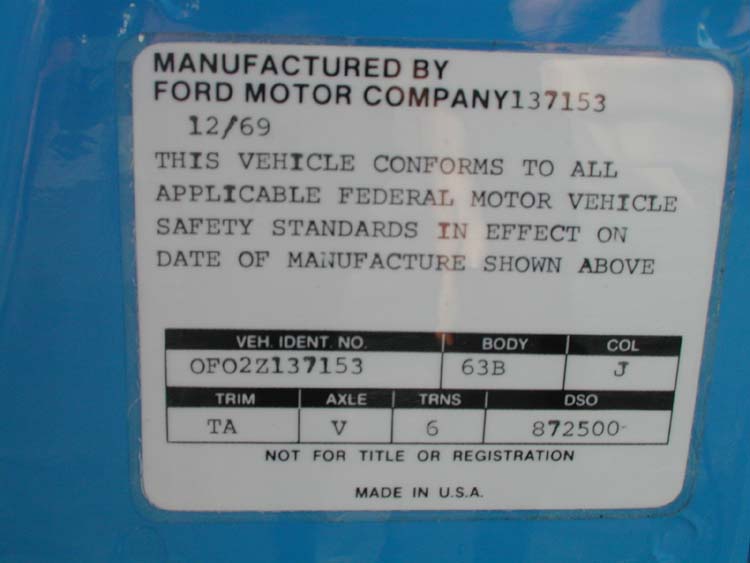 MANUFACTURED BY
FORD MOTOR COMPANY137153
12/69
THIS VEHICLE CONFORMS TO ALL
APPLICABLE FEDERAL MOTOR VEHICLE
SAFETY STANDARDS IN EFFECT ON
DATE OF MANUFACTURE SHOWN ABOVE
VEH. IDENT. NO. BODY COL
0F02Z137153 63B J
TRIM AXLE TRNS DSO
TA V 6 872500-
NOT FOR TITLE OR REGISTRATION
MADE IN U.S.A.